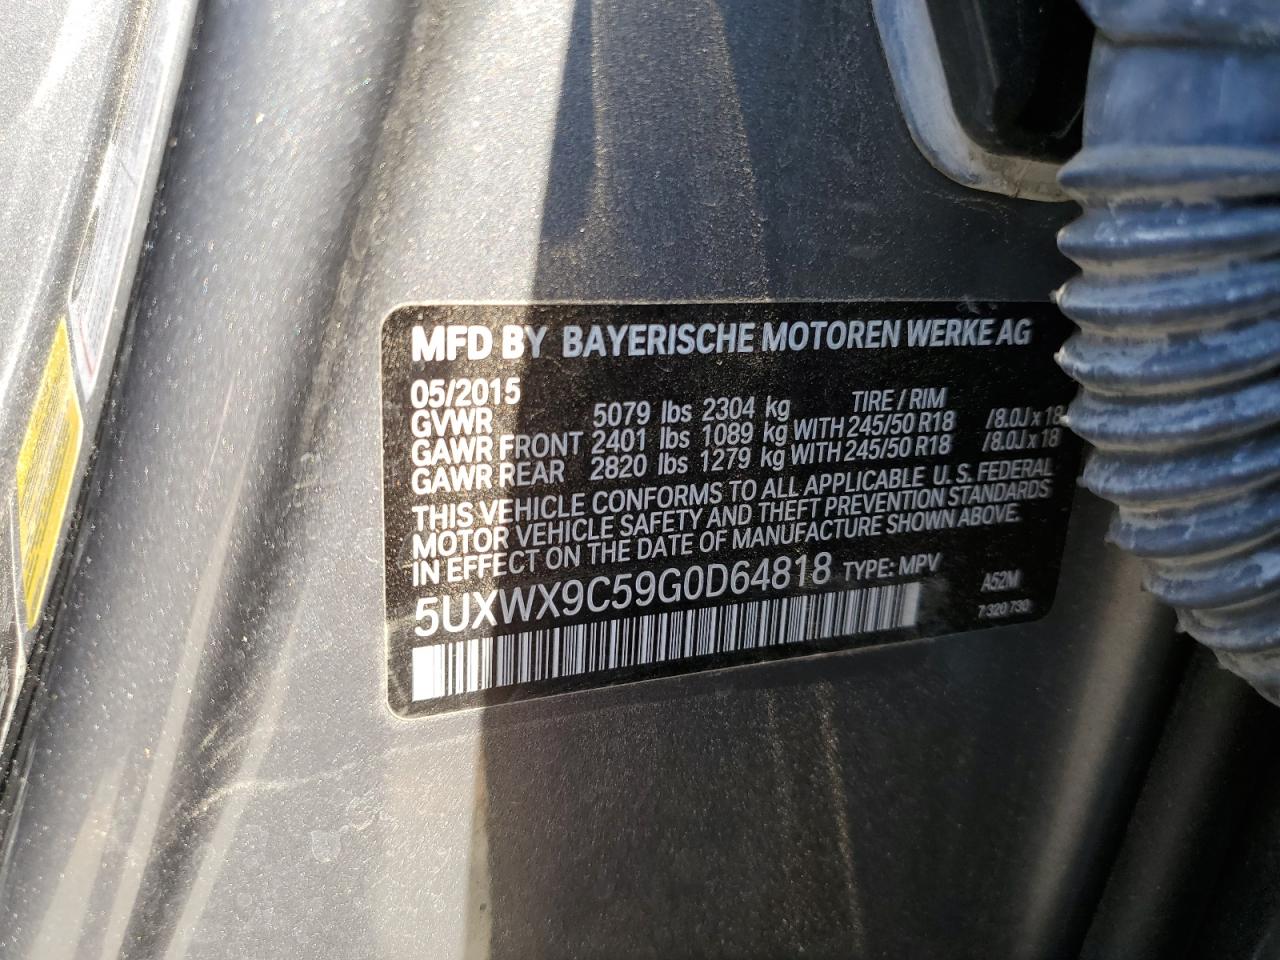 MFD BY BAYERISCHE MOTOREN WERKE AG
05/2015
GVWR 5079 lbs 2304 kg TIRE / RIM
GAWR FRONT 2401 lbs 1089 kg WITH 245/50 R18 /8.0J x 18
GAWR REAR 2820 lbs 1279 kg WITH 245/50 R18 /8.0J x 18
THIS VEHICLE CONFORMS TO ALL APPLICABLE U.S. FEDERAL
MOTOR VEHICLE SAFETY AND THEFT PREVENTION STANDARDS
IN EFFECT ON THE DATE OF MANUFACTURE SHOWN ABOVE.
5UXWX9C59G0D64818 TYPE: MPV A52M
7 320 730